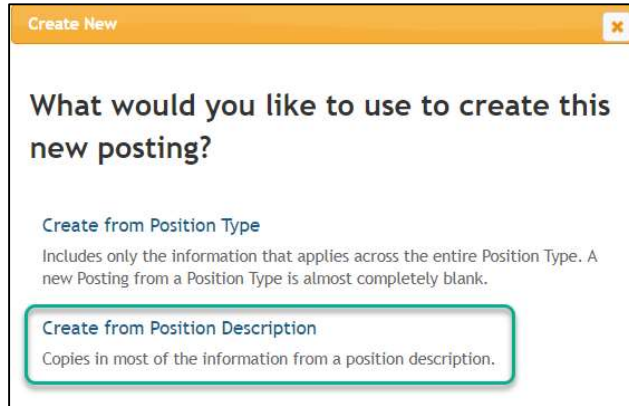 Create New
What would you like to use to create this
new posting?
Create from Position Type
Includes only the information that applies across the entire Position Type. A
new Posting from a Position Type is almost completely blank.
Create from Position Description
Copies in most of the information from a position description.